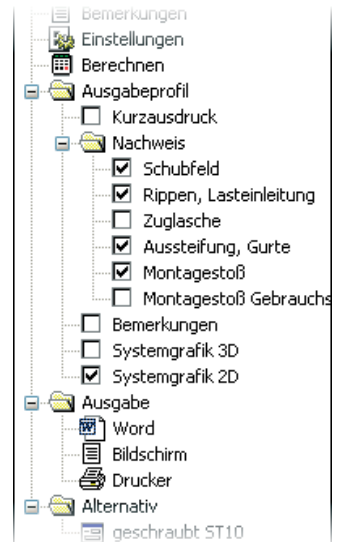 Bemerkungen
Einstellungen
Berechnen
Ausgabeprofil
Kurzausdruck
Nachweis
Schubfeld
Rippen, Lasteinleitung
Zuglasche
Aussteifung, Gurte
Montagestoß
Montagestoß Gebrauchs
Bemerkungen
Systemgrafik 3D
Systemgrafik 2D
Ausgabe
Word
Bildschirm
Drucker
Alternativ
geschraubt ST10